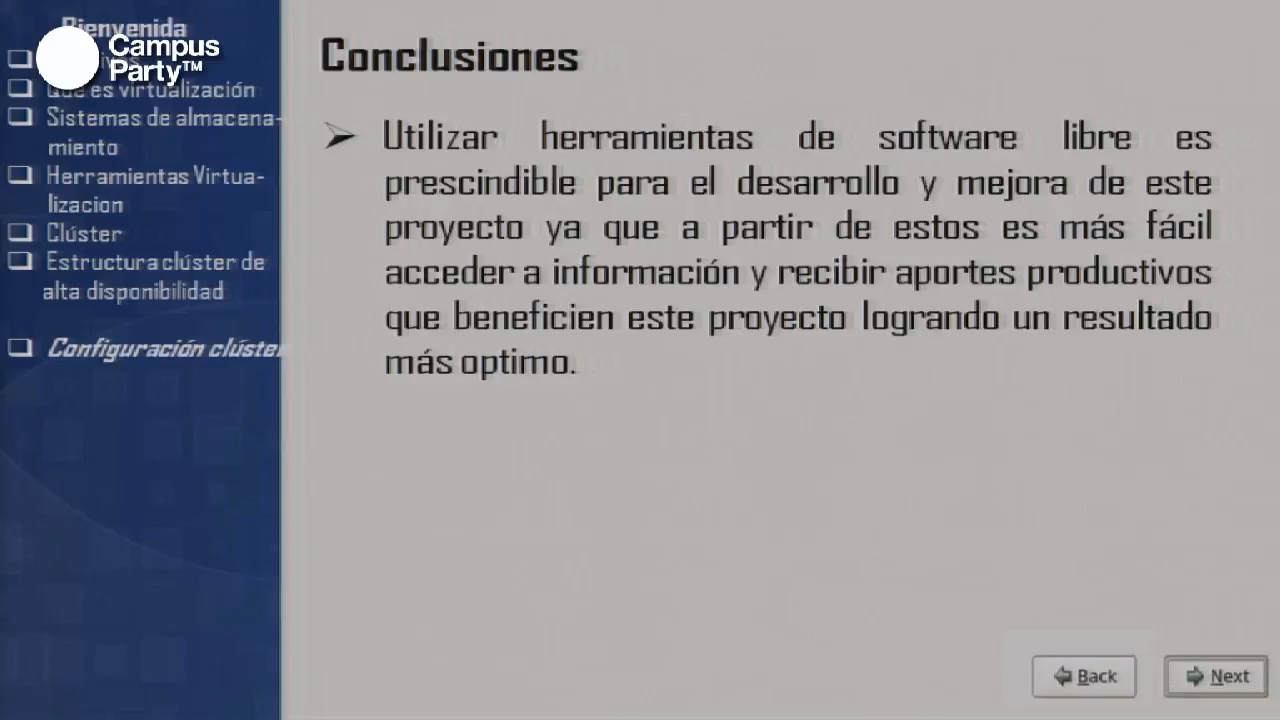 Bienvenida
Campus
Party™
Qué es virtualización
Sistemas de almacena-
miento
Herramientas Virtua-
lizacion
Clúster
Estructura clúster de
alta disponibilidad
Configuración clúster
Conclusiones
Utilizar herramientas de software libre es
prescindible para el desarrollo y mejora de este
proyecto ya que a partir de estos es más fácil
acceder a información y recibir aportes productivos
que beneficien este proyecto logrando un resultado
más optimo.
Back
Next